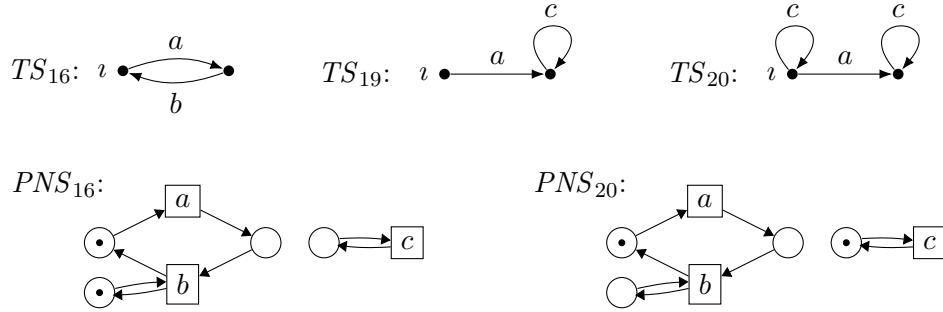 c c c
a a a
TS₁₆: ı TS₁₉: ı TS₂₀: ı
b
PNS₁₆: PNS₂₀:
a a
c c
b b